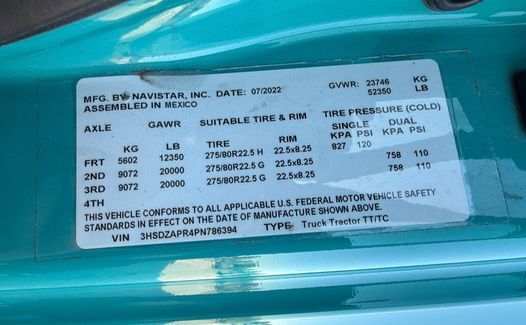 MFG. BY NAVISTAR, INC. DATE: 07/2022 GVWR: 23746 KG
ASSEMBLED IN MEXICO 52350 LB
AXLE GAWR SUITABLE TIRE & RIM TIRE PRESSURE (COLD)
SINGLE DUAL
KG LB TIRE RIM KPA PSI KPA PSI
FRT 5602 12350 275/80R22.5 H 22.5x8.25 827 120
2ND 9072 20000 275/80R22.5 G 22.5x8.25 758 110
3RD 9072 20000 275/80R22.5 G 22.5x8.25 758 110
4TH
THIS VEHICLE CONFORMS TO ALL APPLICABLE U.S. FEDERAL MOTOR VEHICLE SAFETY
STANDARDS IN EFFECT ON DATE OF MANUFACTURE SHOWN ABOVE.
VIN 3HSDZAPR4PN786394 TYPE: Truck Tractor TT/TC